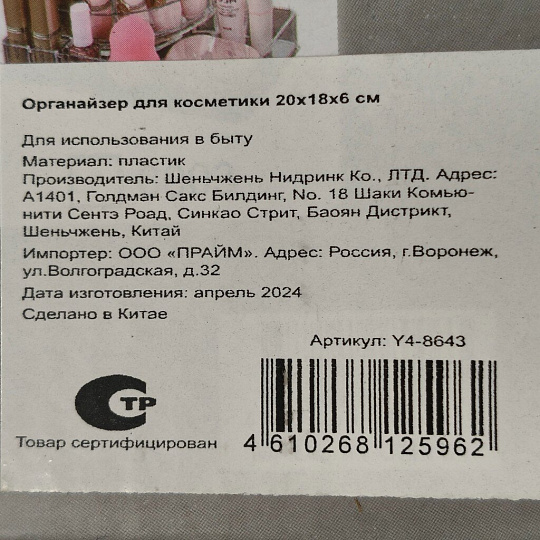 Органайзер для косметики 20х18х6 см
Для использования в быту
Материал: пластик
Производитель: Шеньчжень Нидринк Ко., ЛТД. Адрес:
А1401, Голдман Сакс Билдинг, No. 18 Шаки Комью-
нити Сентэ Роад, Синкао Стрит, Баоян Дистрикт,
Шеньчжень, Китай
Импортер: ООО «ПРАЙМ». Адрес: Россия, г.Воронеж,
ул.Волгоградская, д.32
Дата изготовления: апрель 2024
Сделано в Китае
Артикул: Y4-8643
СТР
Товар сертифицирован
4 610268 125962